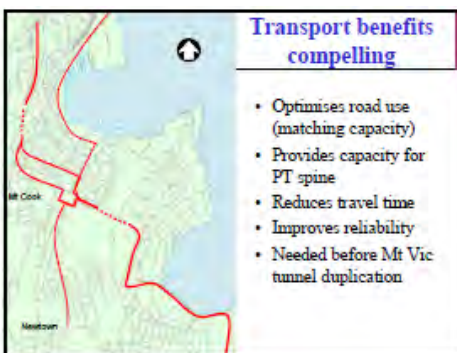 Transport benefits
compelling
• Optimises road use
(matching capacity)
• Provides capacity for
PT spine
• Reduces travel time
• Improves reliability
• Needed before Mt Vic
tunnel duplication
Mt Cook
Newtown